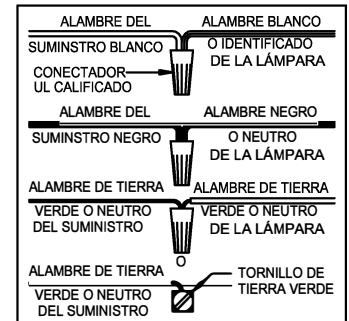 ALAMBRE DEL ALAMBRE BLANCO
SUMINSTRO BLANCO O IDENTIFICADO
DE LA LÁMPARA
CONECTADOR
UL CALIFICADO
ALAMBRE DEL ALAMBRE NEGRO
SUMINSTRO NEGRO O NEUTRO
DE LA LÁMPARA
ALAMBRE DE TIERRA ALAMBRE DE TIERRA
VERDE O NEUTRO VERDE O NEUTRO
DEL SUMINISTRO DE LA LÁMPARA
O
ALAMBRE DE TIERRA TORNILLO DE
TIERRA VERDE
VERDE O NEUTRO
DEL SUMINISTRO